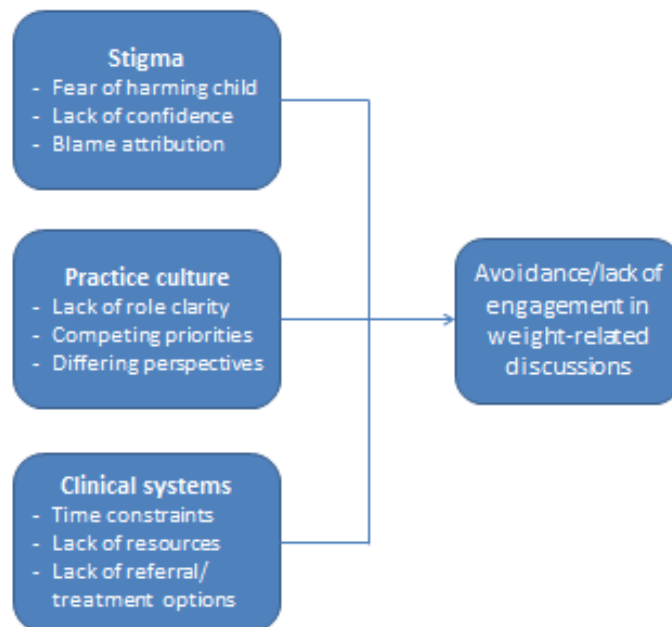 Stigma
- Fear of harming child
- Lack of confidence
- Blame attribution
Practice culture
- Lack of role clarity
- Competing priorities
- Differing perspectives
Avoidance/lack of
engagement in
weight-related
discussions
Clinical systems
- Time constraints
- Lack of resources
- Lack of referral/
treatment options